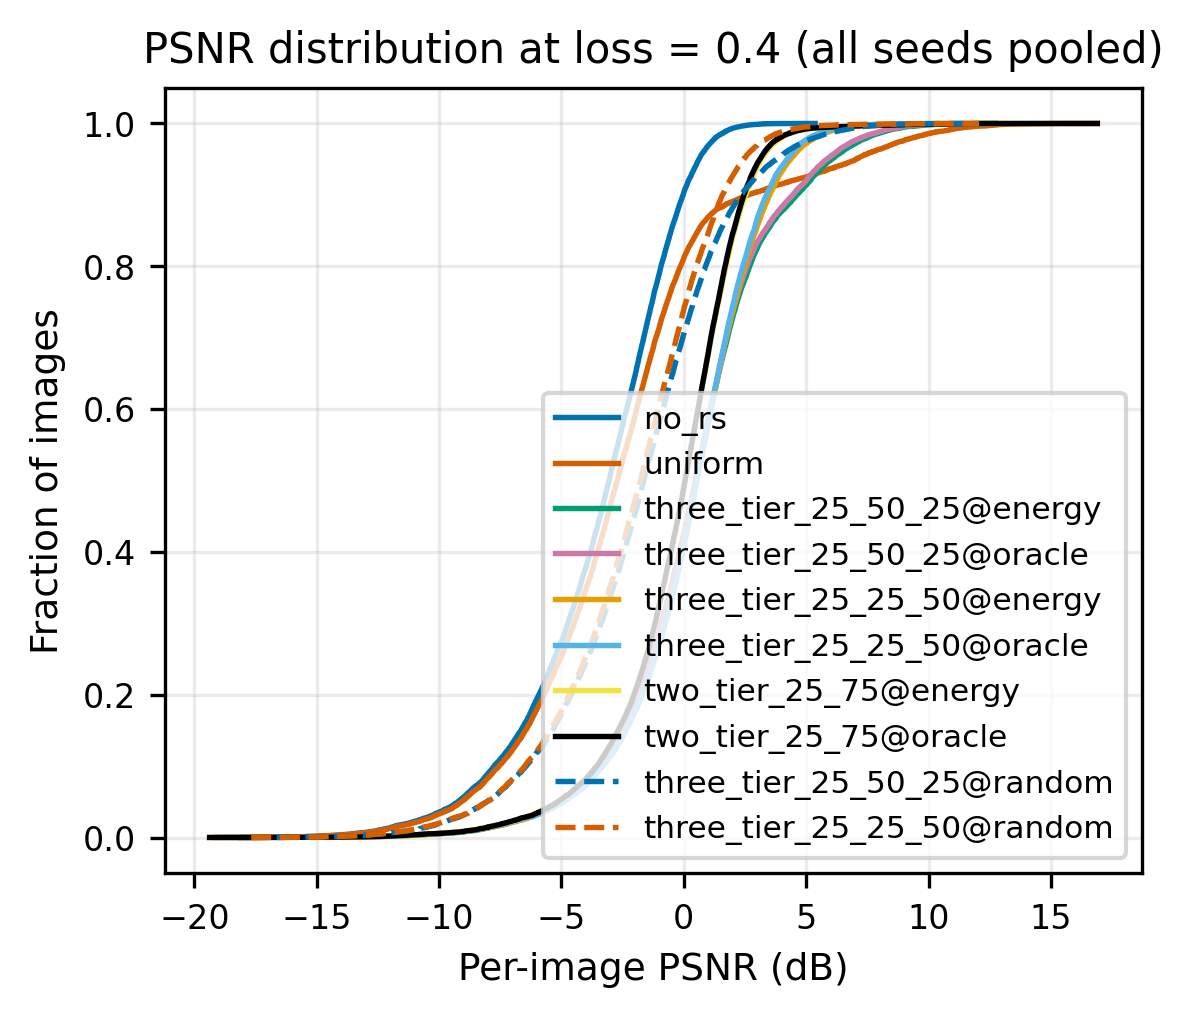 PSNR distribution at loss = 0.4 (all seeds pooled)
Fraction of images
1.0
0.8
0.6
0.4
0.2
0.0
no_rs
uniform
three_tier_25_50_25@energy
three_tier_25_50_25@oracle
three_tier_25_25_50@energy
three_tier_25_25_50@oracle
two_tier_25_75@energy
two_tier_25_75@oracle
three_tier_25_50_25@random
three_tier_25_25_50@random
−20 −15 −10 −5 0 5 10 15
Per-image PSNR (dB)